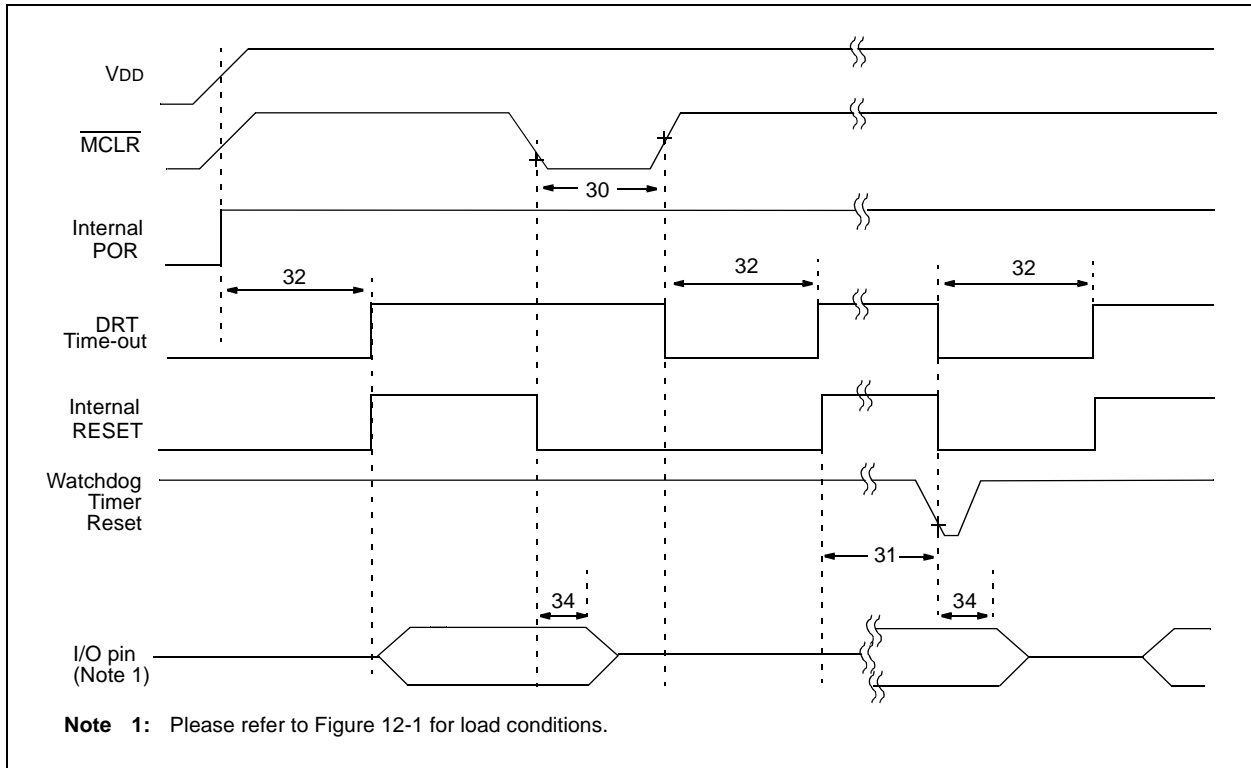 VDD
MCLR
30
Internal
POR
32
32
32
DRT
Time-out
Internal
RESET
Watchdog
Timer
Reset
31
34
34
I/O pin
(Note 1)
Note 1: Please refer to Figure 12-1 for load conditions.